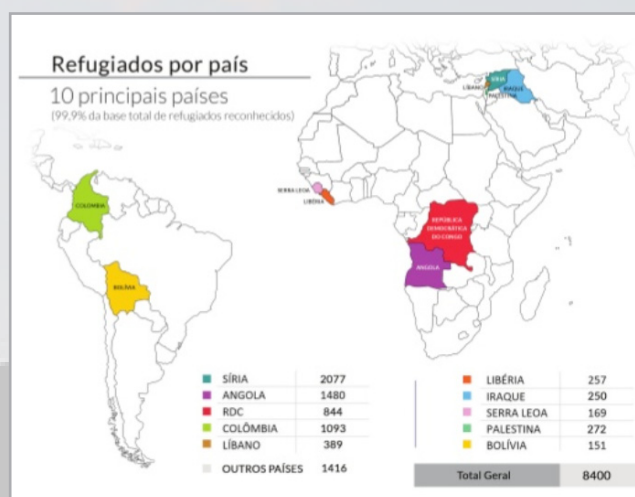 Refugiados por país
10 principais países
(99,9% da base total de refugiados reconhecidos)
SÍRIA
LÍBANO
IRAQUE
PALESTINA
COLOMBIA
SERRA LEOA
LIBÉRIA
REPÚBLICA
DEMOCRÁTICA
DO CONGO
ANGOLA
BOLÍVIA
SÍRIA 2077
ANGOLA 1480
RDC 844
COLÔMBIA 1093
LÍBANO 389
OUTROS PAÍSES 1416
LIBÉRIA 257
IRAQUE 250
SERRA LEOA 169
PALESTINA 272
BOLÍVIA 151
Total Geral 8400